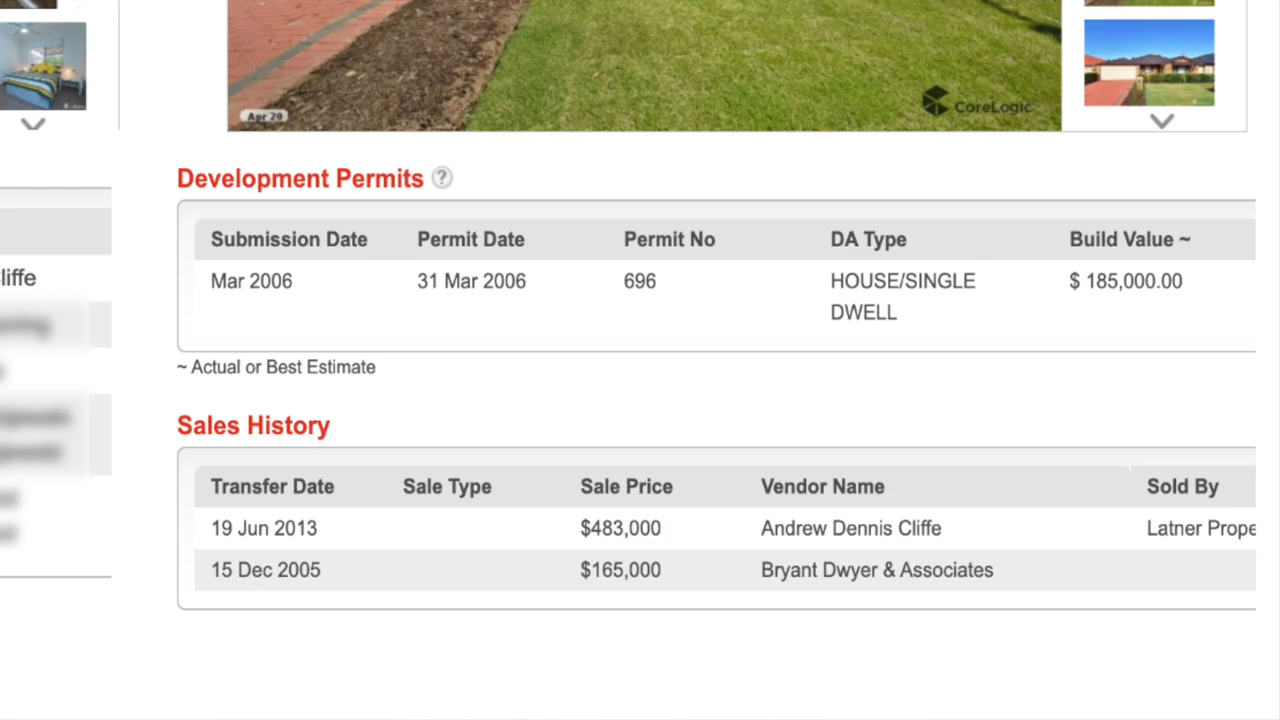 Apr 20
CoreLogic
Development Permits ?
Submission Date Permit Date Permit No DA Type Build Value ~
Mar 2006 31 Mar 2006 696 HOUSE/SINGLE $ 185,000.00
DWELL
~ Actual or Best Estimate
Sales History
Transfer Date Sale Type Sale Price Vendor Name Sold By
19 Jun 2013 $483,000 Andrew Dennis Cliffe Latner Prope
15 Dec 2005 $165,000 Bryant Dwyer & Associates
liffe